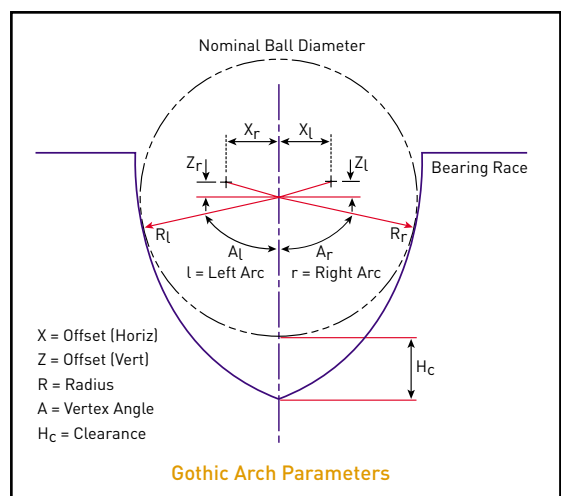 Nominal Ball Diameter
Xr Xl
Zr Zl
Bearing Race
Rl Rr
Al Ar
l = Left Arc r = Right Arc
X = Offset (Horiz)
Z = Offset (Vert)
R = Radius
A = Vertex Angle
HC = Clearance
Hc
Gothic Arch Parameters